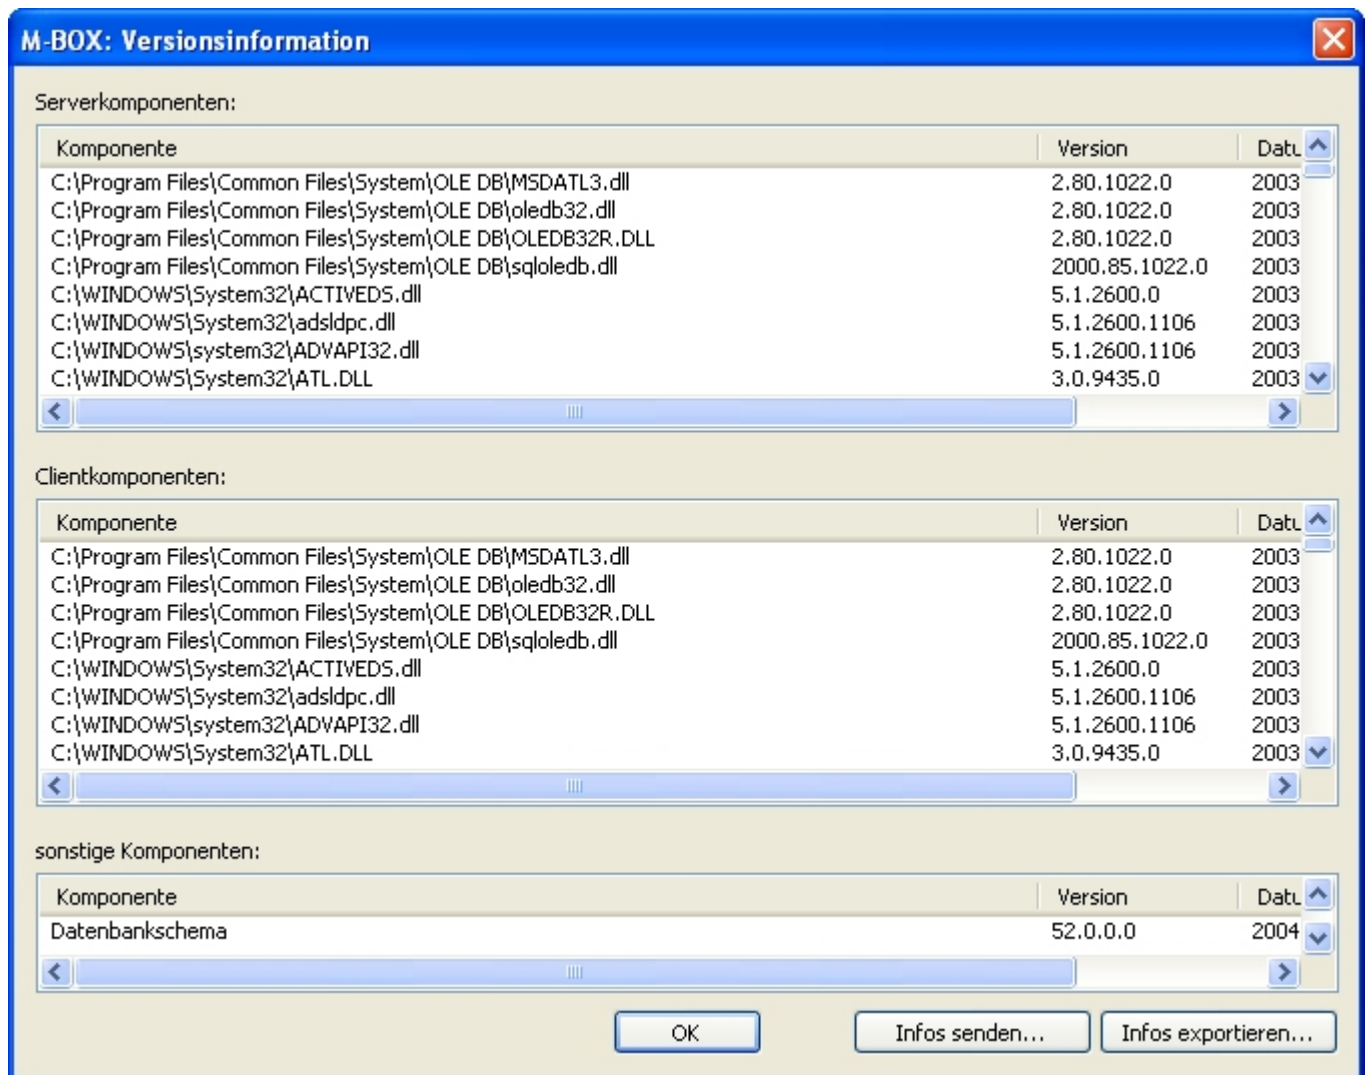 M-BOX: Versionsinformation
Serverkomponenten:
Komponente Version Datu
C:\Program Files\Common Files\System\OLE DB\MSDATL3.dll 2.80.1022.0 2003
C:\Program Files\Common Files\System\OLE DB\oledb32.dll 2.80.1022.0 2003
C:\Program Files\Common Files\System\OLE DB\OLEDB32R.DLL 2.80.1022.0 2003
C:\Program Files\Common Files\System\OLE DB\sqloledb.dll 2000.85.1022.0 2003
C:\WINDOWS\System32\ACTIVEDS.dll 5.1.2600.0 2003
C:\WINDOWS\System32\adsldpc.dll 5.1.2600.1106 2003
C:\WINDOWS\system32\ADVAPI32.dll 5.1.2600.1106 2003
C:\WINDOWS\System32\ATL.DLL 3.0.9435.0 2003
Clientkomponenten:
Komponente Version Datu
C:\Program Files\Common Files\System\OLE DB\MSDATL3.dll 2.80.1022.0 2003
C:\Program Files\Common Files\System\OLE DB\oledb32.dll 2.80.1022.0 2003
C:\Program Files\Common Files\System\OLE DB\OLEDB32R.DLL 2.80.1022.0 2003
C:\Program Files\Common Files\System\OLE DB\sqloledb.dll 2000.85.1022.0 2003
C:\WINDOWS\System32\ACTIVEDS.dll 5.1.2600.0 2003
C:\WINDOWS\System32\adsldpc.dll 5.1.2600.1106 2003
C:\WINDOWS\system32\ADVAPI32.dll 5.1.2600.1106 2003
C:\WINDOWS\System32\ATL.DLL 3.0.9435.0 2003
sonstige Komponenten:
Komponente Version Datu
Datenbankschema 52.0.0.0 2004
OK Infos senden... Infos exportieren...